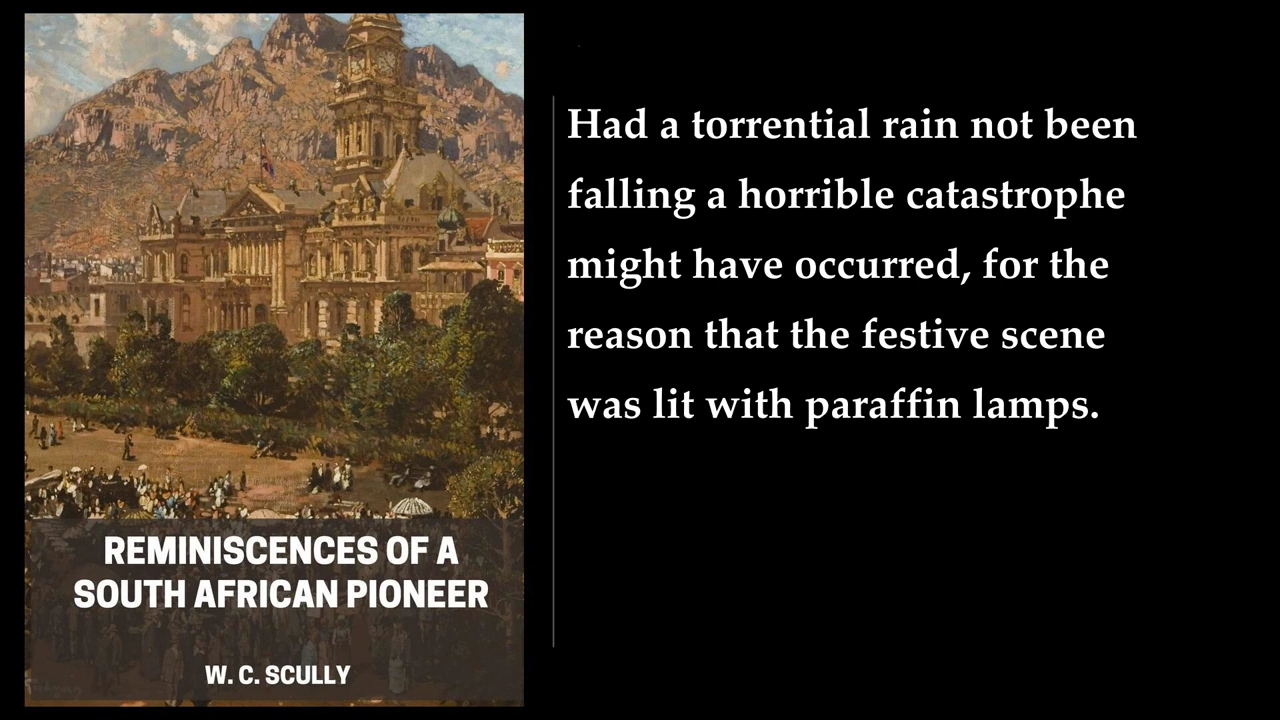 REMINISCENCES OF A
SOUTH AFRICAN PIONEER
W. C. SCULLY
Had a torrential rain not been
falling a horrible catastrophe
might have occurred, for the
reason that the festive scene
was lit with paraffin lamps.